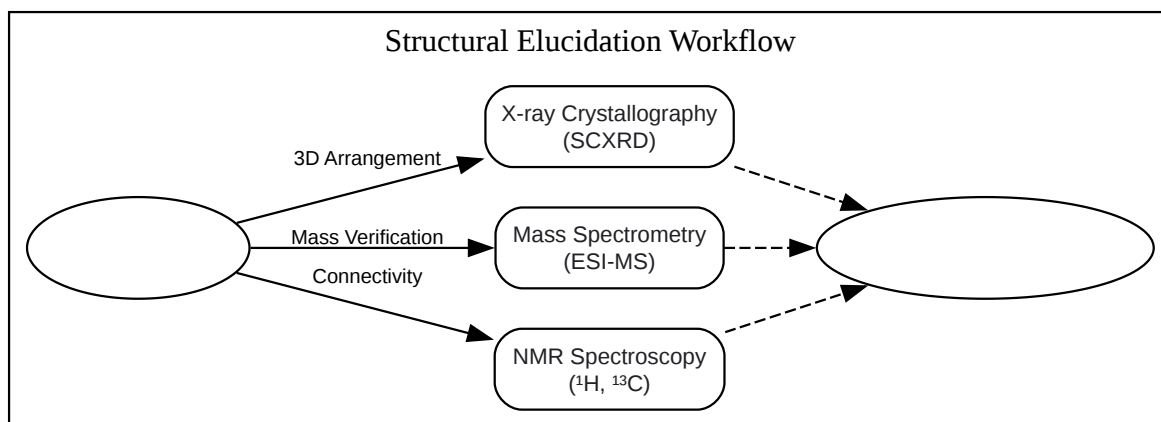 Structural Elucidation Workflow
X-ray Crystallography
(SCXRD)
3D Arrangement
Mass Verification
Mass Spectrometry
(ESI-MS)
Connectivity
NMR Spectroscopy
(¹H, ¹³C)